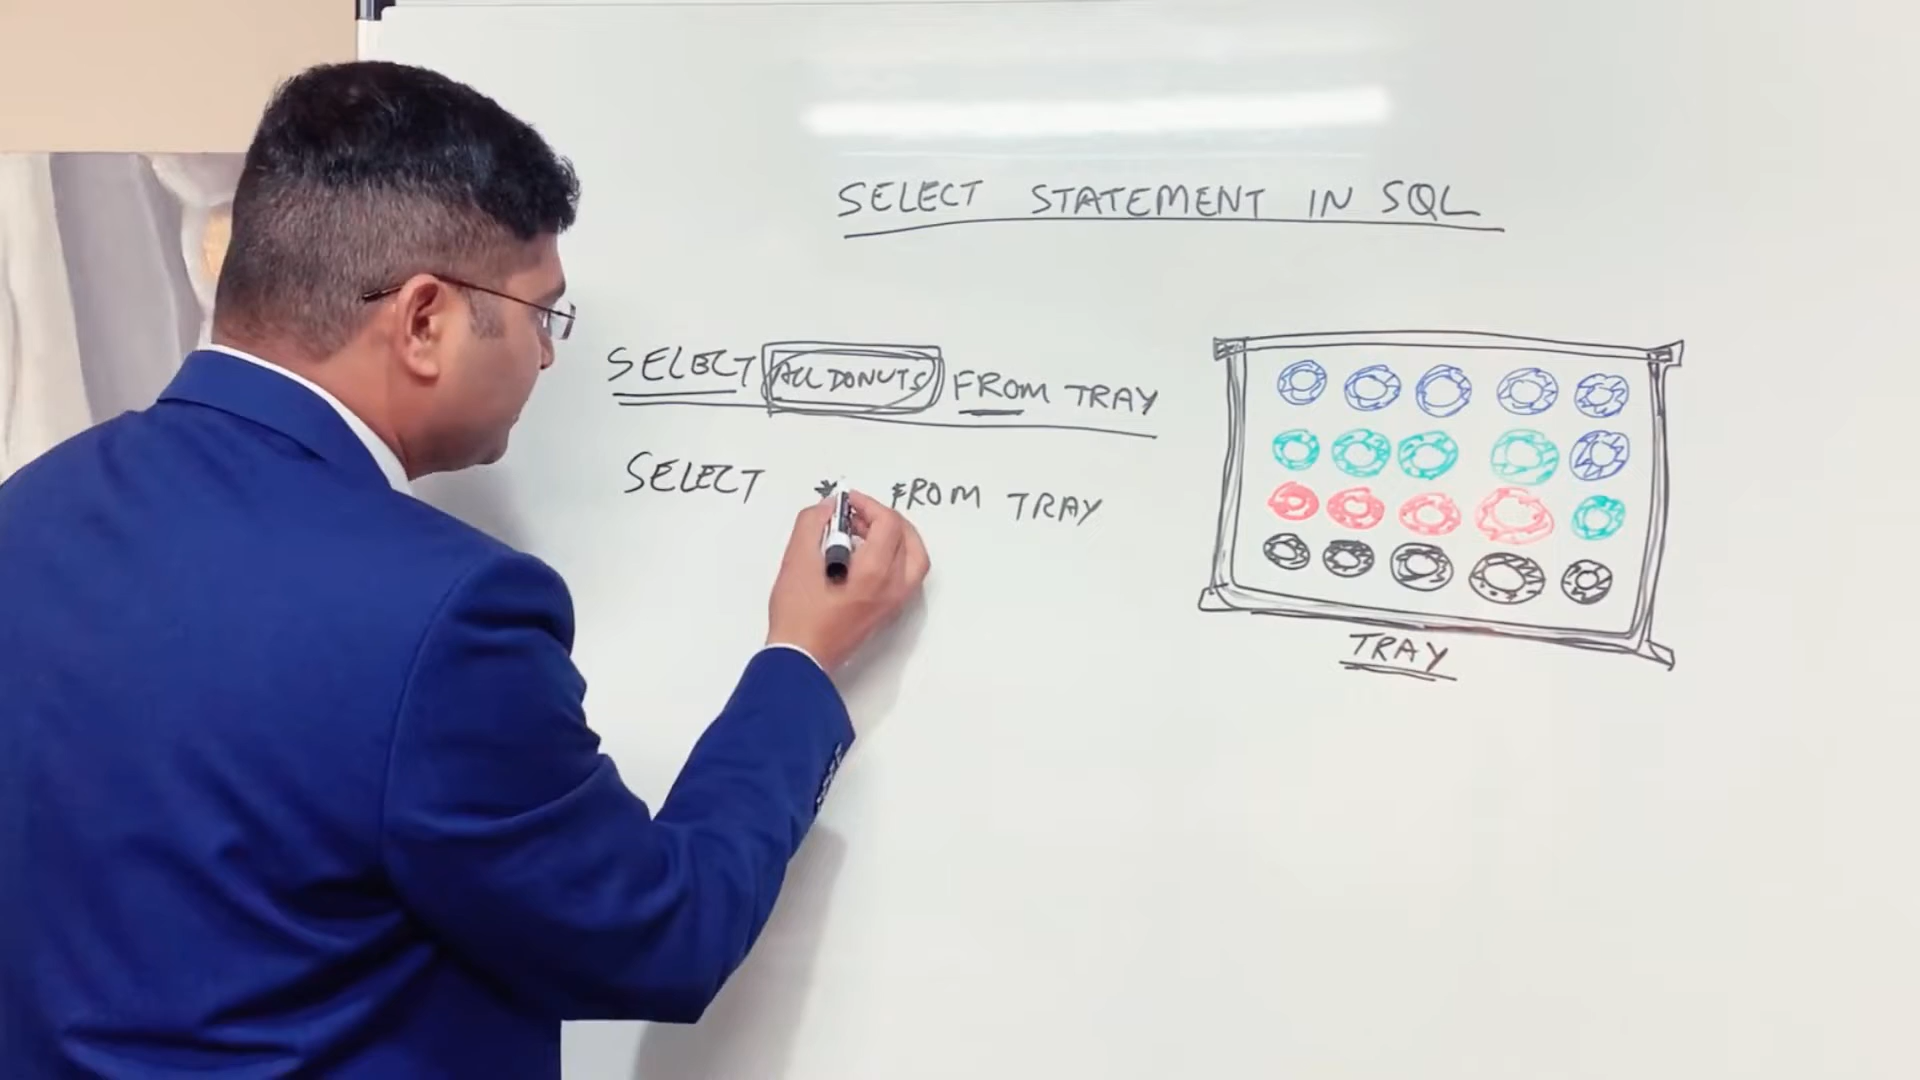 SELECT STATEMENT IN SQL
SELECT ALL DONUTS FROM TRAY
SELECT * FROM TRAY
TRAY